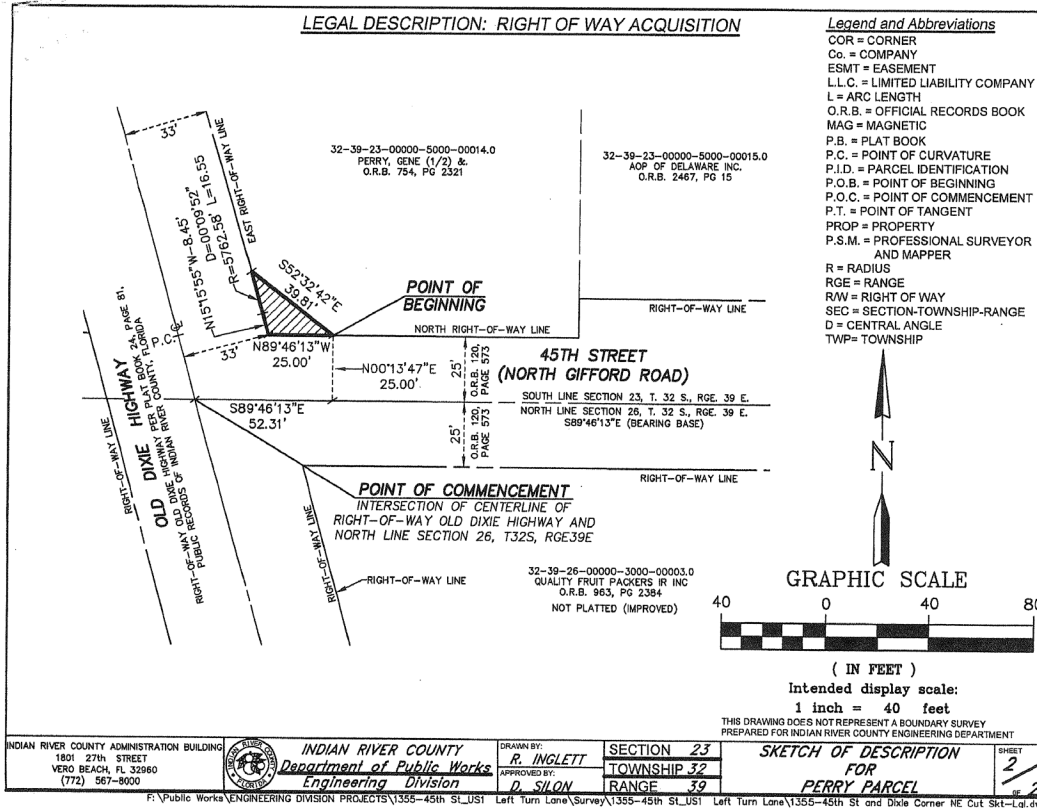 LEGAL DESCRIPTION: RIGHT OF WAY ACQUISITION
Legend and Abbreviations
COR = CORNER
Co. = COMPANY
ESMT = EASEMENT
L.L.C. = LIMITED LIABILITY COMPANY
L = ARC LENGTH
O.R.B. = OFFICIAL RECORDS BOOK
MAG = MAGNETIC
P.B. = PLAT BOOK
P.C. = POINT OF CURVATURE
P.I.D. = PARCEL IDENTIFICATION
P.O.B. = POINT OF BEGINNING
P.O.C. = POINT OF COMMENCEMENT
P.T. = POINT OF TANGENT
PROP = PROPERTY
P.S.M. = PROFESSIONAL SURVEYOR
AND MAPPER
R = RADIUS
RGE = RANGE
R/W = RIGHT OF WAY
SEC = SECTION-TOWNSHIP-RANGE
D = CENTRAL ANGLE
TWP= TOWNSHIP
33'
EAST RIGHT-OF-WAY LINE
32-39-23-00000-5000-00014.0
PERRY, GENE (1/2) &
O.R.B. 754, PG 2321
32-39-23-00000-5000-00015.0
AOP OF DELAWARE INC.
O.R.B. 2467, PG 15
N15°15'55"W-8.45'
D=00°09'52"
R=5762.58' L=16.55
S52°32'42"E
39.81'
POINT OF
BEGINNING
RIGHT-OF-WAY LINE
NORTH RIGHT-OF-WAY LINE
P.C.
33'
N89°46'13"W
25.00'
N00°13'47"E
25.00'
25'
O.R.B. 120,
PAGE 573
45TH STREET
(NORTH GIFFORD ROAD)
SOUTH LINE SECTION 23, T. 32 S., RGE. 39 E.
NORTH LINE SECTION 26, T. 32 S., RGE. 39 E.
S89°46'13"E (BEARING BASE)
S89°46'13"E
52.31'
25'
O.R.B. 120,
PAGE 573
RIGHT-OF-WAY LINE
RIGHT-OF-WAY LINE
OLD DIXIE HIGHWAY
RIGHT-OF-WAY OLD DIXIE HIGHWAY PER PLAT BOOK 24, PAGE 81,
PUBLIC RECORDS OF INDIAN RIVER COUNTY, FLORIDA
POINT OF COMMENCEMENT
INTERSECTION OF CENTERLINE OF
RIGHT-OF-WAY OLD DIXIE HIGHWAY AND
NORTH LINE SECTION 26, T32S, RGE39E
RIGHT-OF-WAY LINE
RIGHT-OF-WAY LINE
32-39-26-00000-3000-00003.0
QUALITY FRUIT PACKERS IR INC
O.R.B. 963, PG 2384
NOT PLATTED (IMPROVED)
N
GRAPHIC SCALE
40 0 40 80
( IN FEET )
Intended display scale:
1 inch = 40 feet
THIS DRAWING DOES NOT REPRESENT A BOUNDARY SURVEY
PREPARED FOR INDIAN RIVER COUNTY ENGINEERING DEPARTMENT
INDIAN RIVER COUNTY ADMINISTRATION BUILDING
1801 27th STREET
VERO BEACH, FL 32960
(772) 567-8000
INDIAN RIVER COUNTY
FLORIDA
INDIAN RIVER COUNTY
Department of Public Works
Engineering Division
DRAWN BY:
R. INGLETT
APPROVED BY:
D. SILON
SECTION 23
TOWNSHIP 32
RANGE 39
SKETCH OF DESCRIPTION
FOR
PERRY PARCEL
SHEET
2
OF 2
F:\Public Works\ENGINEERING DIVISION PROJECTS\1355-45th St_US1 Left Turn Lane\Survey\1355-45th St_US1 Left Turn Lane\1355-45th St and Dixie Corner NE Cut Skt-Lgl.dw